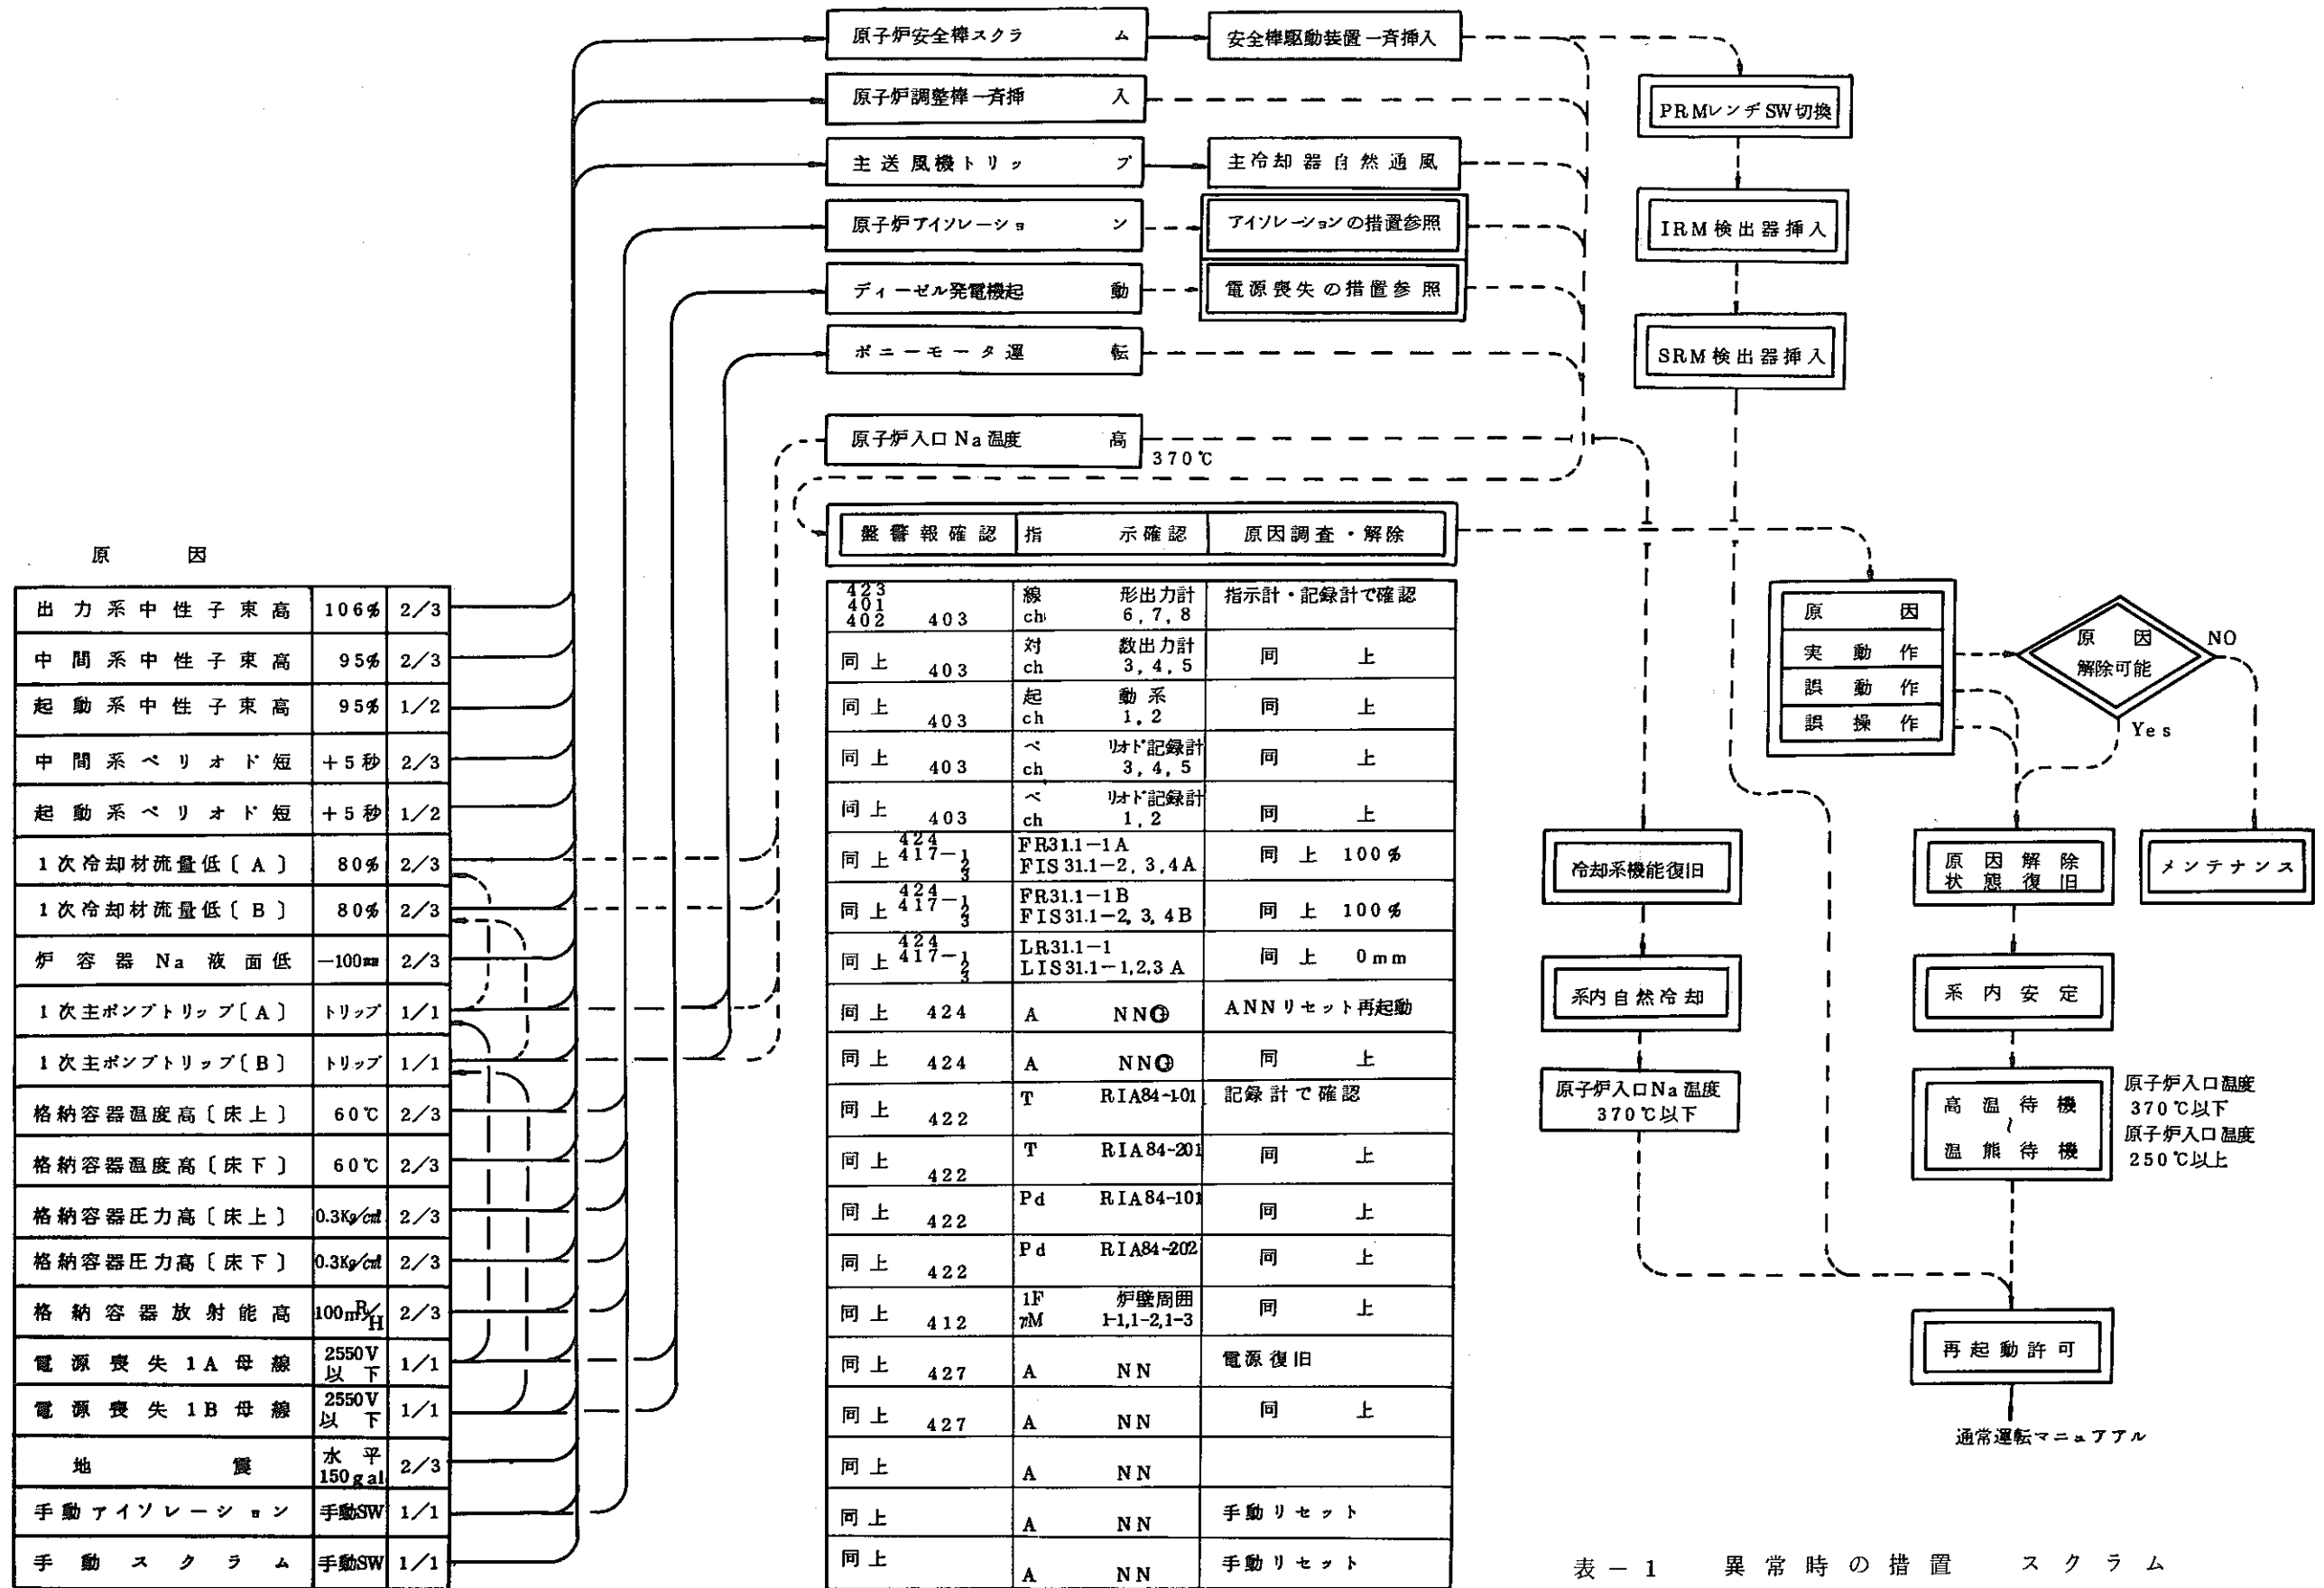 原子炉安全棒スクラム
安全棒駆動装置一斉挿入
原子炉調整棒一斉挿入
主送風機トリップ
主冷却器自然通風
原子炉アイソレーション
アイソレーションの措置参照
ディーゼル発電機起動
電源喪失の措置参照
ポニーモータ運転
原子炉入口Na温度高
370℃
PRMレンヂSW切換
IRM検出器挿入
SRM検出器挿入
原因
出力系中性子束高 106% 2/3
中間系中性子束高 95% 2/3
起動系中性子束高 95% 1/2
中間系ペリオド短 +5秒 2/3
起動系ペリオド短 +5秒 1/2
1次冷却材流量低〔A〕 80% 2/3
1次冷却材流量低〔B〕 80% 2/3
炉容器Na液面低 −100mm 2/3
1次主ポンプトリップ〔A〕 トリップ 1/1
1次主ポンプトリップ〔B〕 トリップ 1/1
格納容器温度高〔床上〕 60℃ 2/3
格納容器温度高〔床下〕 60℃ 2/3
格納容器圧力高〔床上〕 0.3Kg/c㎡ 2/3
格納容器圧力高〔床下〕 0.3Kg/c㎡ 2/3
格納容器放射能高 100mR/H 2/3
電源喪失1A母線 2550V以下 1/1
電源喪失1B母線 2550V以下 1/1
地震 水平150gal 2/3
手動アイソレーション 手動SW 1/1
手動スクラム 手動SW 1/1
盤警報確認 指示確認 原因調査・解除
423
401
402 403 線形出力計 ch 6,7,8 指示計・記録計で確認
同上 403 対数出力計 ch 3,4,5 同上
同上 403 起動系 ch 1,2 同上
同上 403 ペリオド記録計 ch 3,4,5 同上
同上 403 ペリオド記録計 ch 1,2 同上
同上 424 417−1 2 3 FR31.1−1A
FIS31.1−2,3,4A 同上 100%
同上 424 417−1 2 3 FR31.1−1B
FIS31.1−2,3,4B 同上 100%
同上 424 417−1 2 3 LR31.1−1
LIS31.1−1,2,3A 同上 0mm
同上 424 ANN ANNリセット再起動
同上 424 ANN 同上
同上 422 T RIA84-101 記録計で確認
同上 422 T RIA84-201 同上
同上 422 Pd RIA84-101 同上
同上 422 Pd RIA84-202 同上
同上 412 1F 炉壁周囲
γM 1-1,1-2,1-3 同上
同上 427 ANN 電源復旧
同上 427 ANN 同上
同上 ANN
同上 ANN 手動リセット
同上 ANN 手動リセット
原因
実動作
誤動作
誤操作
原因
解除可能
NO
Yes
冷却系機能復旧
系内自然冷却
原子炉入口Na温度
370℃以下
原因解除
状態復旧
メンテナンス
系内安定
高温待機
〜
温態待機
原子炉入口温度
370℃以下
原子炉入口温度
250℃以上
再起動許可
通常運転マニュアアル
表−1 異常時の措置 スクラム